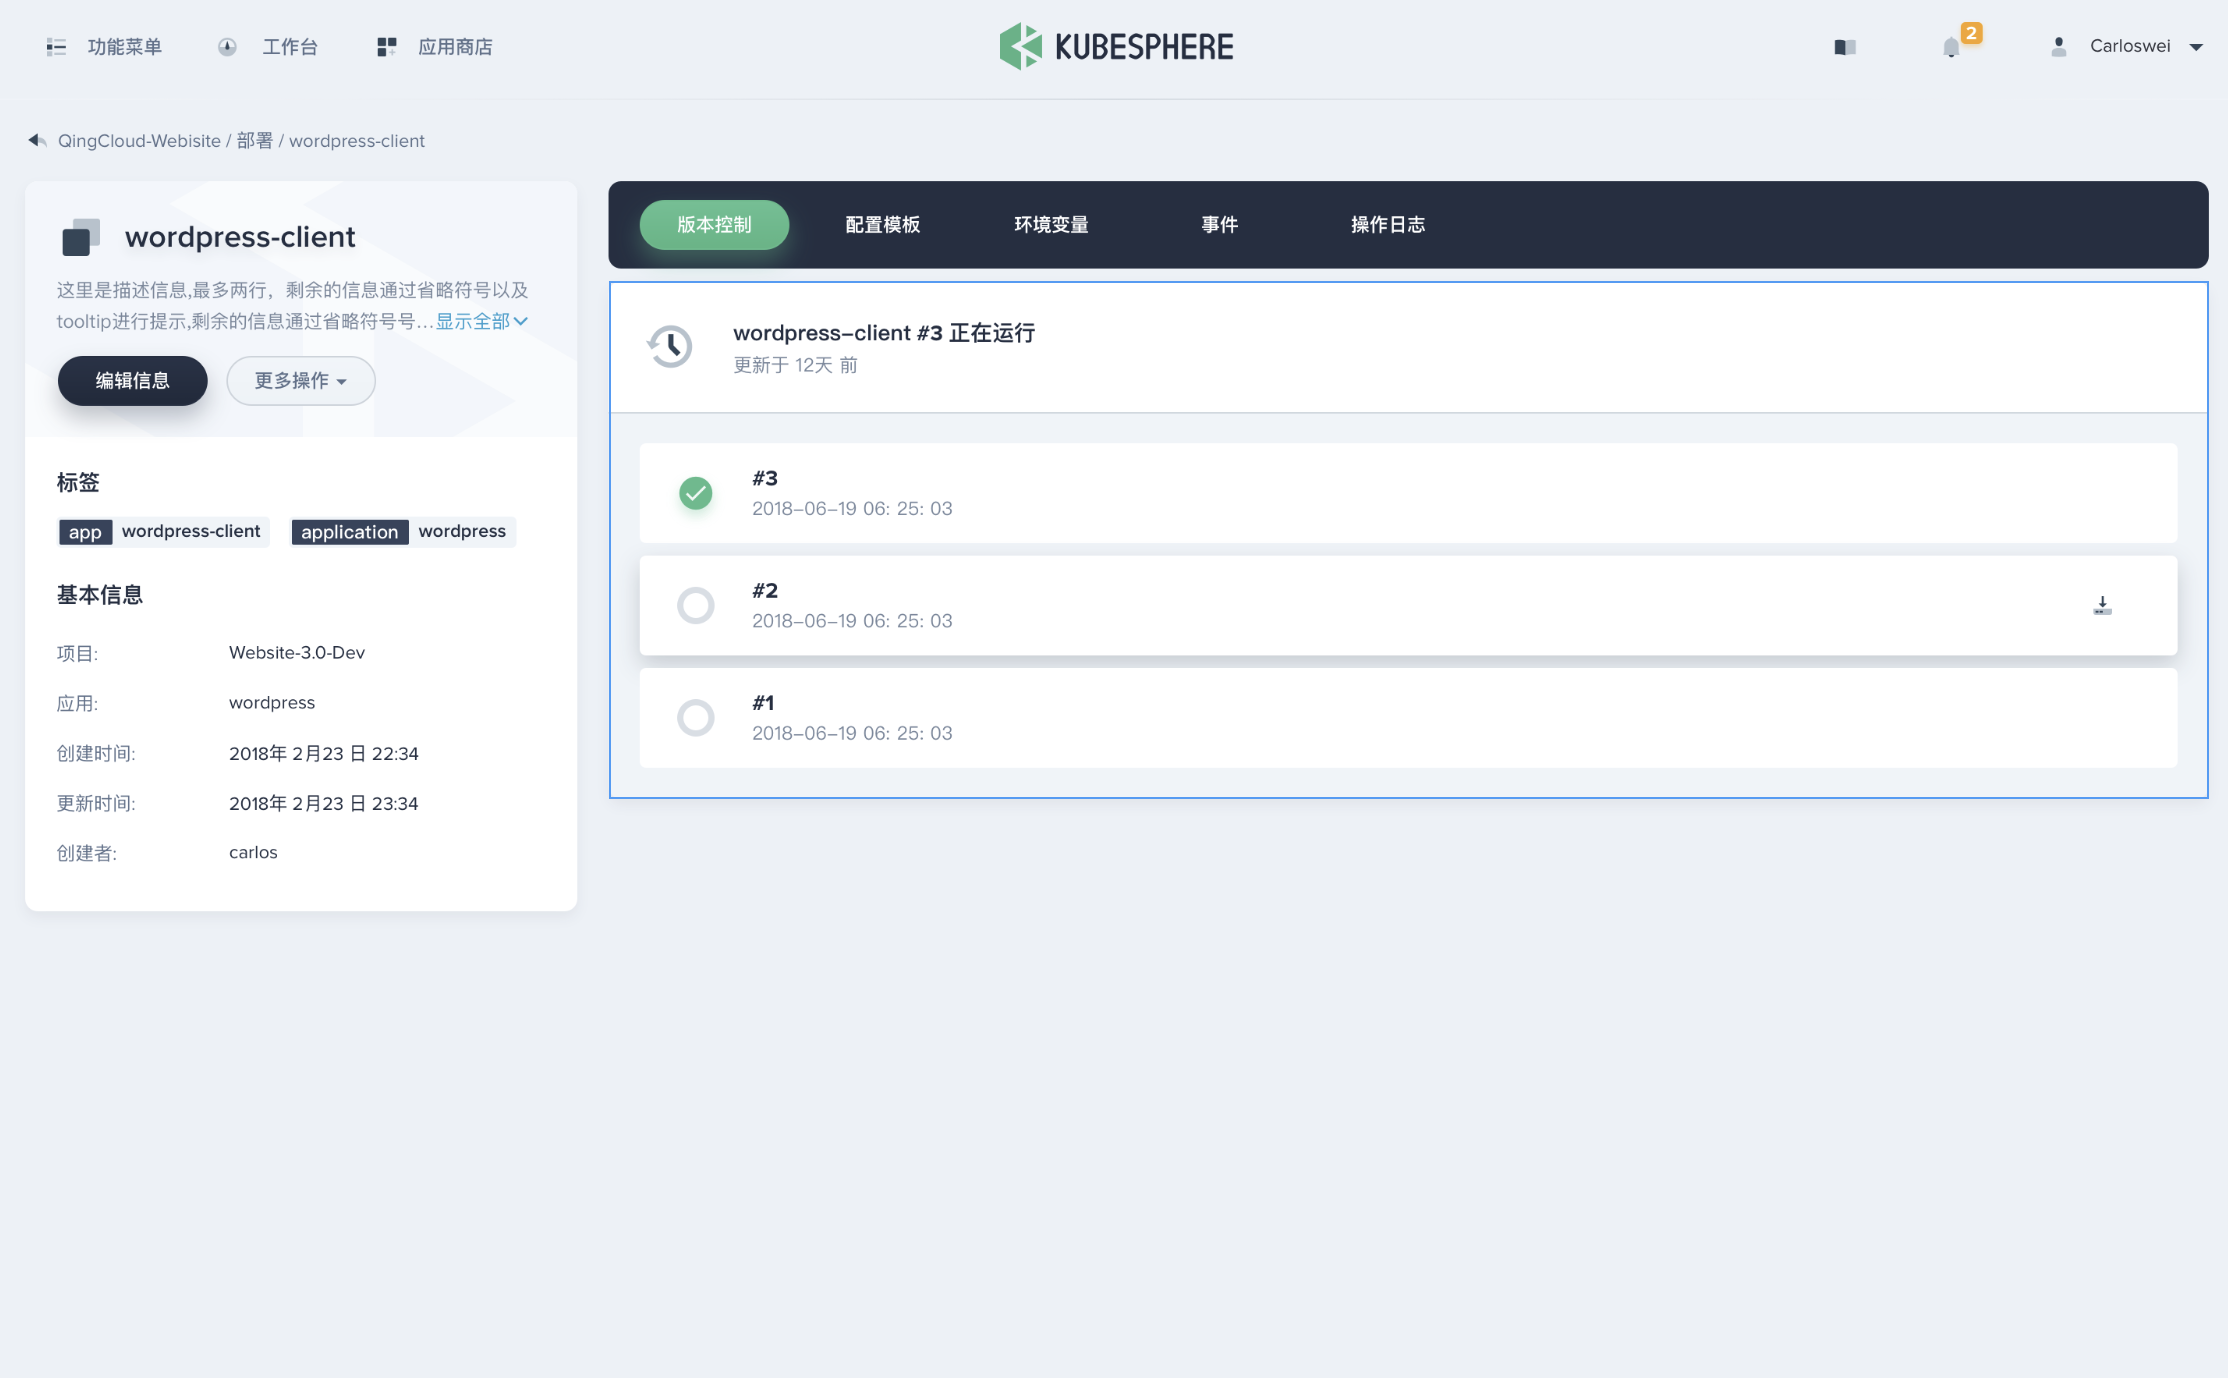 功能菜单
工作台
应用商店
KUBESPHERE
2
Carloswei
QingCloud-Webisite / 部署 / wordpress-client
wordpress-client
这里是描述信息,最多两行，剩余的信息通过省略符号以及
tooltip进行提示,剩余的信息通过省略符号号...显示全部
编辑信息
更多操作
标签
app wordpress-client
application wordpress
基本信息
项目: Website-3.0-Dev
应用: wordpress
创建时间: 2018年 2月23 日 22:34
更新时间: 2018年 2月23 日 23:34
创建者: carlos
版本控制
配置模板
环境变量
事件
操作日志
wordpress–client #3 正在运行
更新于 12天 前
#3
2018–06–19 06: 25: 03
#2
2018–06–19 06: 25: 03
#1
2018–06–19 06: 25: 03